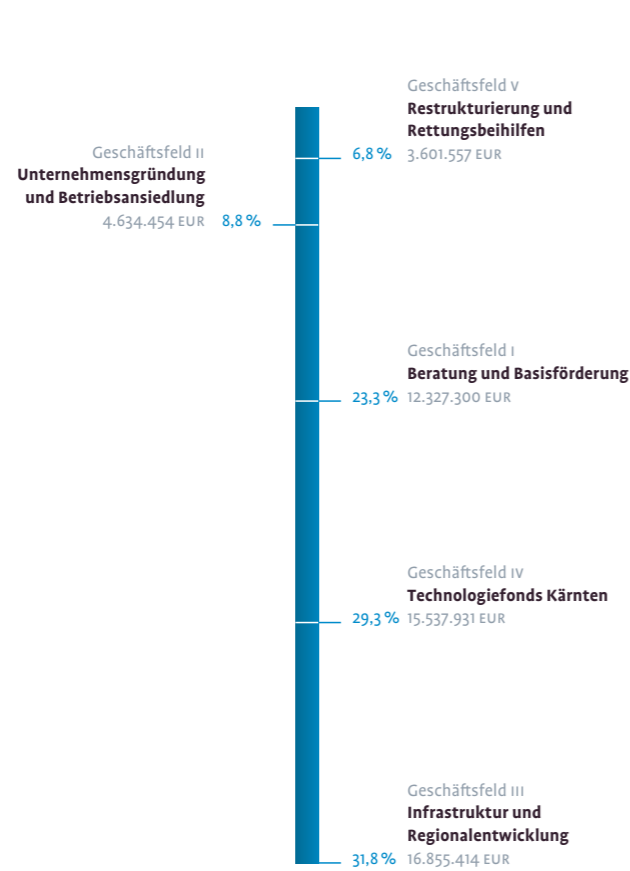 Geschäftsfeld V
Restrukturierung und
Rettungsbeihilfen
6,8 % 3.601.557 EUR
Geschäftsfeld II
Unternehmensgründung
und Betriebsansiedlung
4.634.454 EUR 8,8 %
Geschäftsfeld I
Beratung und Basisförderung
23,3 % 12.327.300 EUR
Geschäftsfeld IV
Technologiefonds Kärnten
29,3 % 15.537.931 EUR
Geschäftsfeld III
Infrastruktur und
Regionalentwicklung
31,8 % 16.855.414 EUR